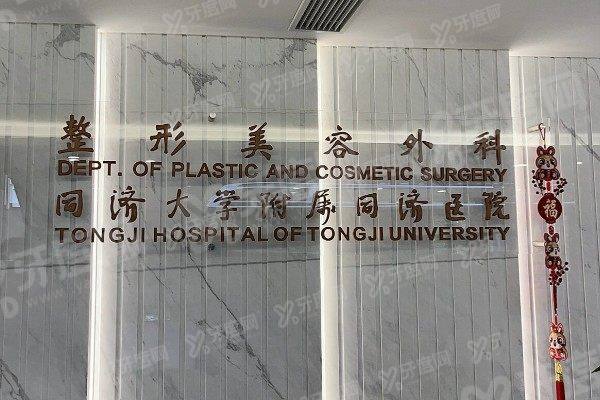 整形美容外科
DEPT. OF PLASTIC AND COSMETIC SURGERY
同济大学附属同济医院
TONGJI HOSPITAL OF TONGJI UNIVERSITY
福